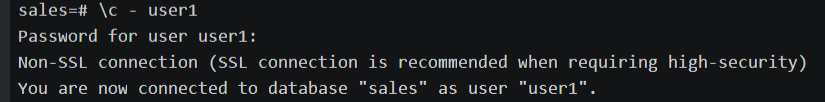 sales=# \c - user1
Password for user user1:
Non-SSL connection (SSL connection is recommended when requiring high-security)
You are now connected to database "sales" as user "user1".